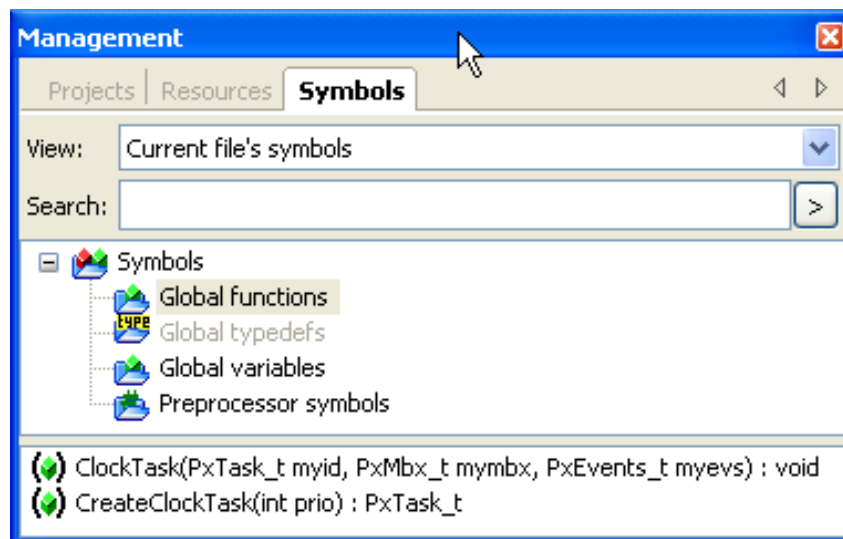 Management
Projects Resources Symbols
View: Current file's symbols
Search: >
Symbols
Global functions
type Global typedefs
Global variables
# Preprocessor symbols
ClockTask(PxTask_t myid, PxMbx_t mymbx, PxEvents_t myevs) : void
CreateClockTask(int prio) : PxTask_t